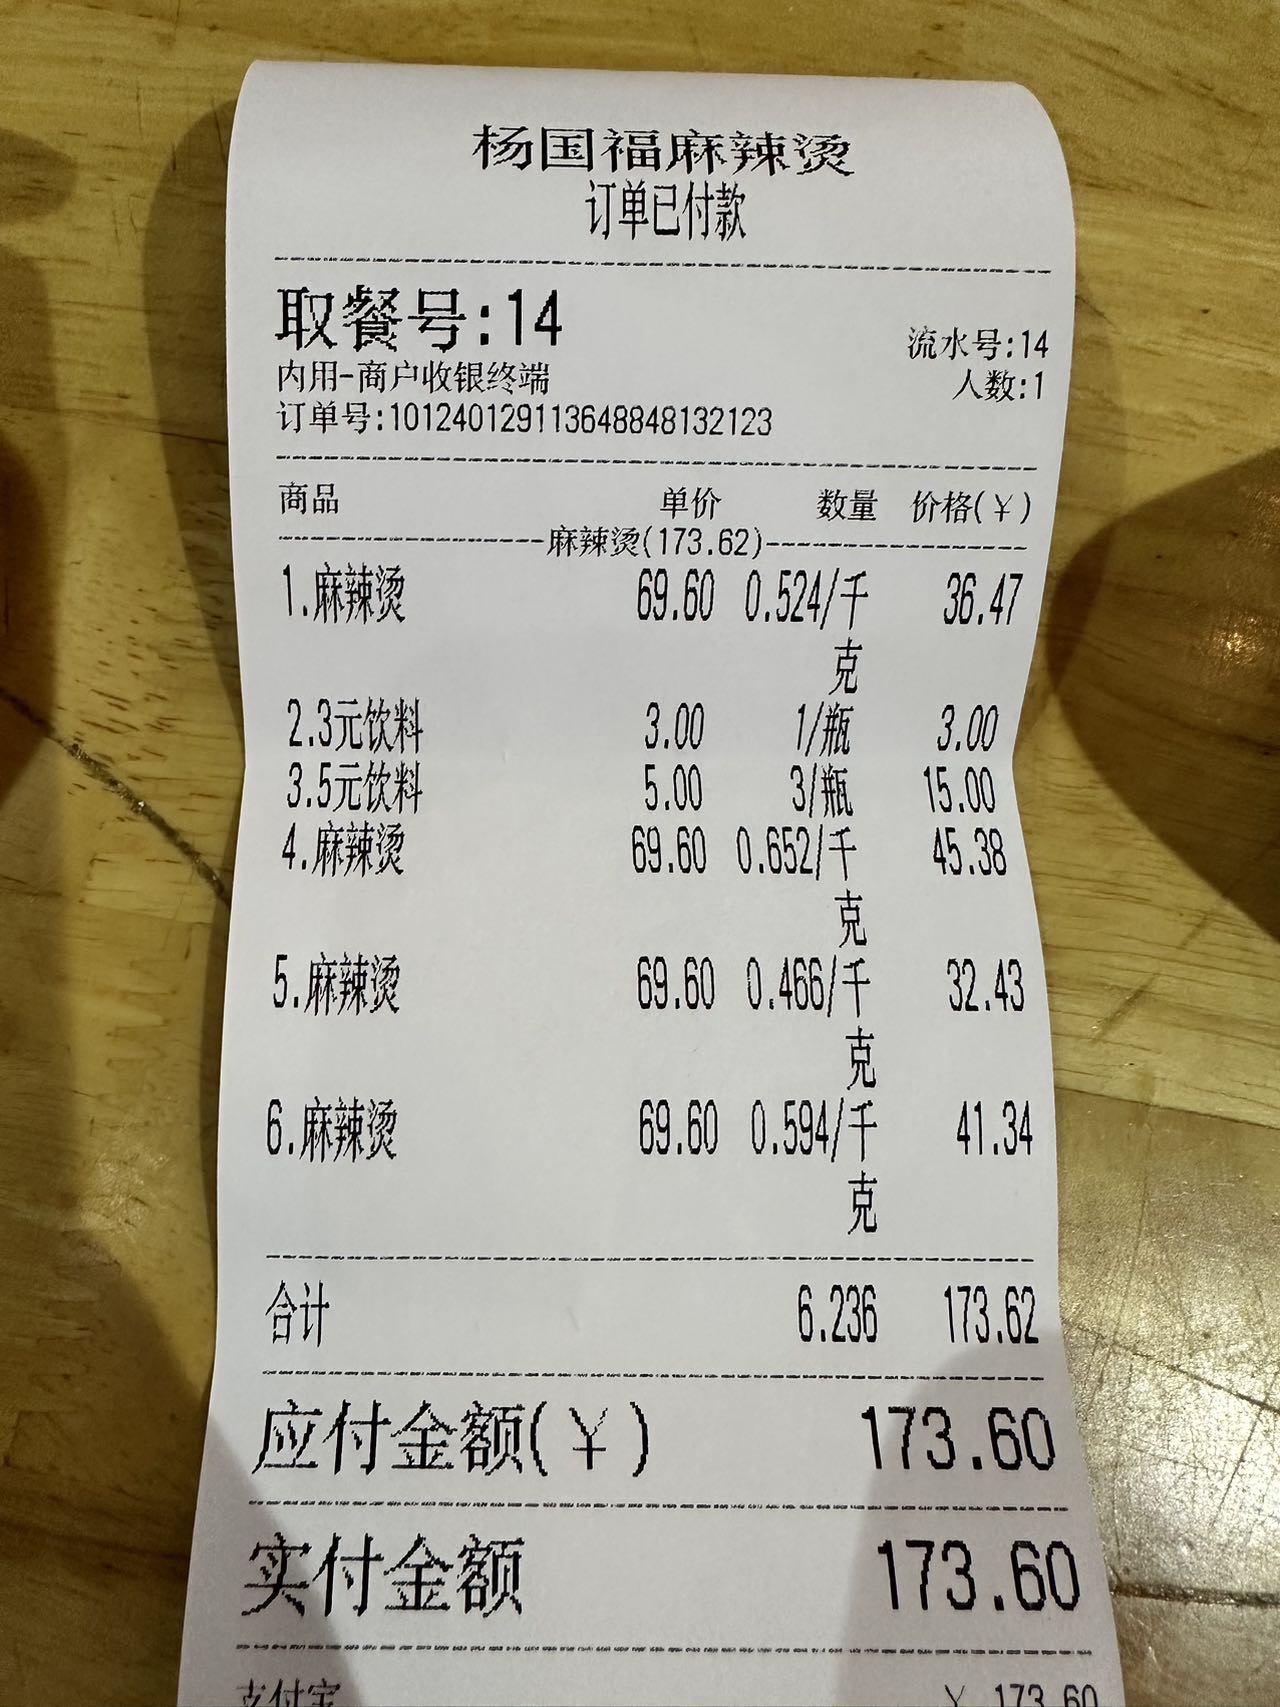 杨国福麻辣烫
订单已付款
取餐号:14
流水号:14
内用-商户收银终端
人数:1
订单号:101240129113648848132123
商品 单价 数量 价格(¥)
麻辣烫(173.62)
1.麻辣烫 69.60 0.524/千 36.47
克
2.3元饮料 3.00 1/瓶 3.00
3.5元饮料 5.00 3/瓶 15.00
4.麻辣烫 69.60 0.652/千 45.38
克
5.麻辣烫 69.60 0.466/千 32.43
克
6.麻辣烫 69.60 0.594/千 41.34
克
合计 6.236 173.62
应付金额(¥) 173.60
实付金额 173.60
支付宝 ¥ 173.60